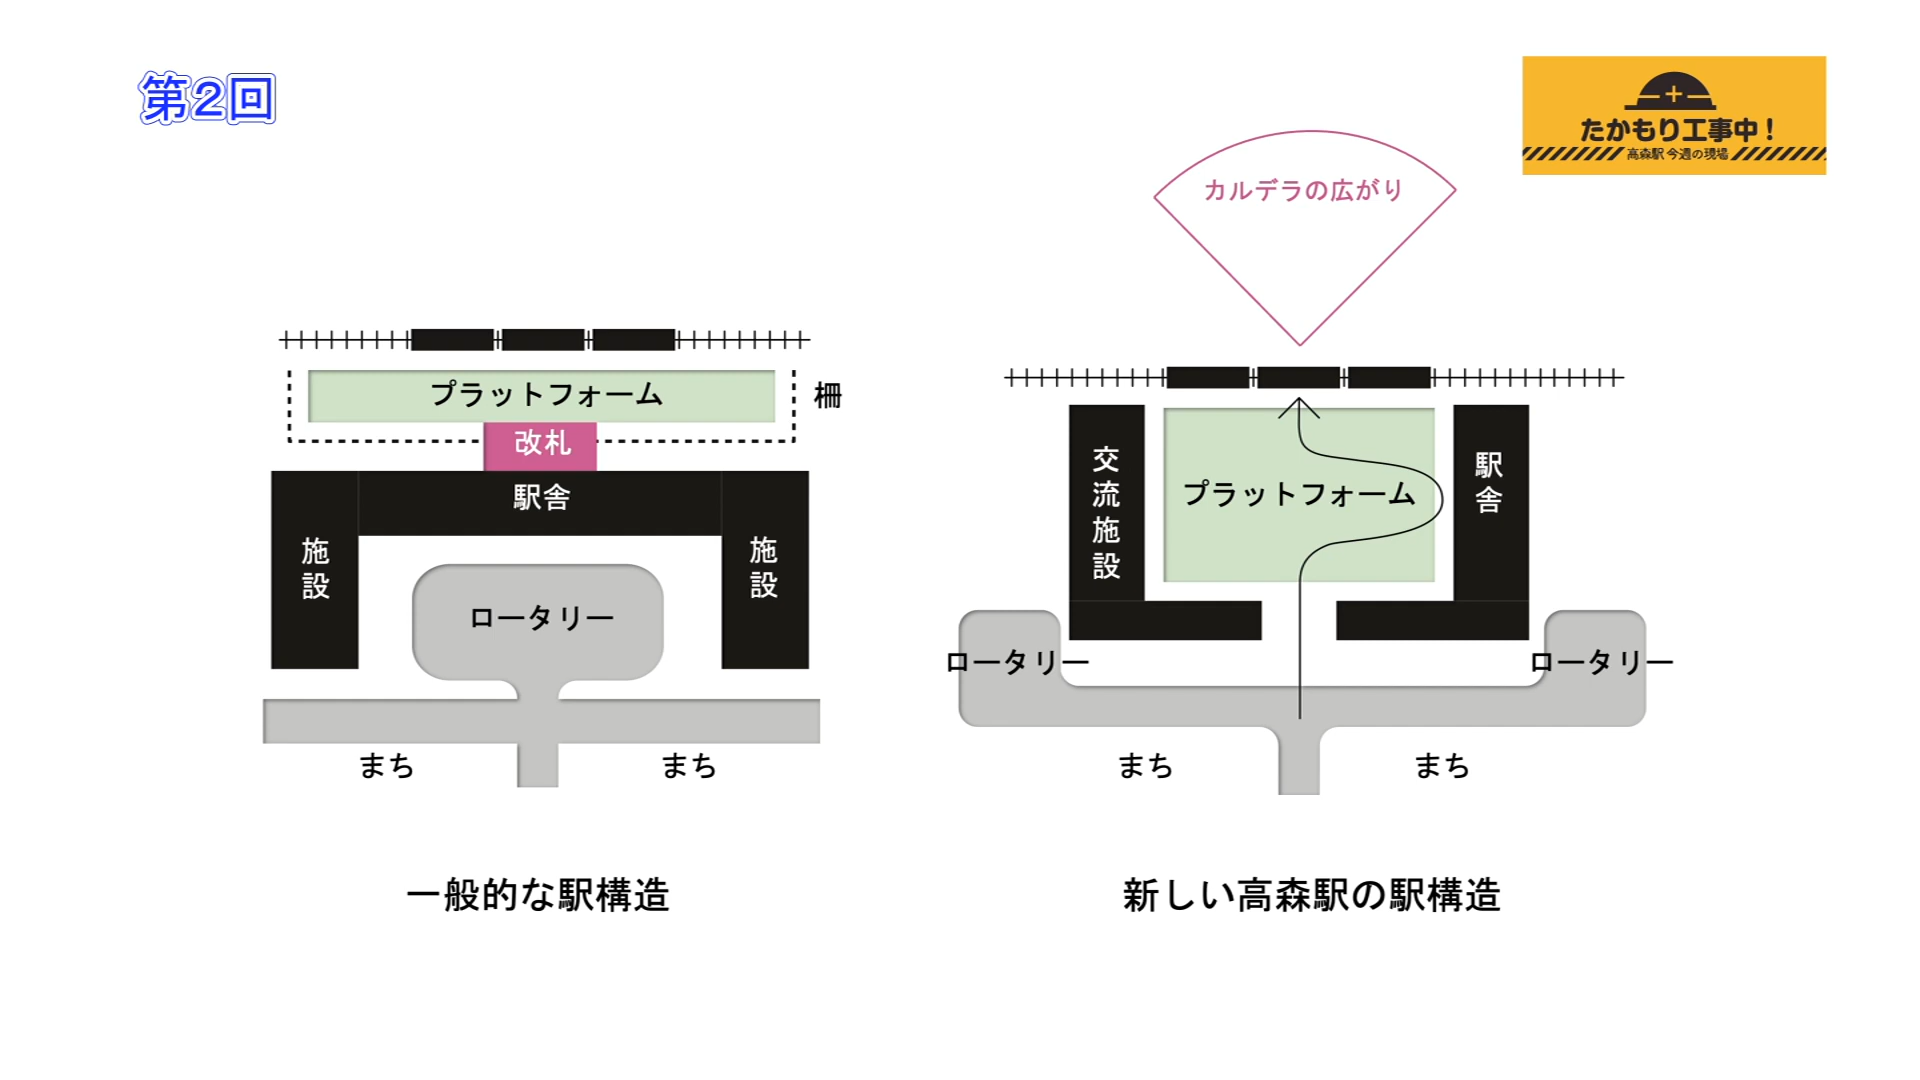 第2回
たかもり工事中！
高森駅 今週の現場
カルデラの広がり
プラットフォーム
柵
改札
駅舎
施設
施設
ロータリー
まち
まち
一般的な駅構造
交流施設
プラットフォーム
駅舎
ロータリー
ロータリー
まち
まち
新しい高森駅の駅構造